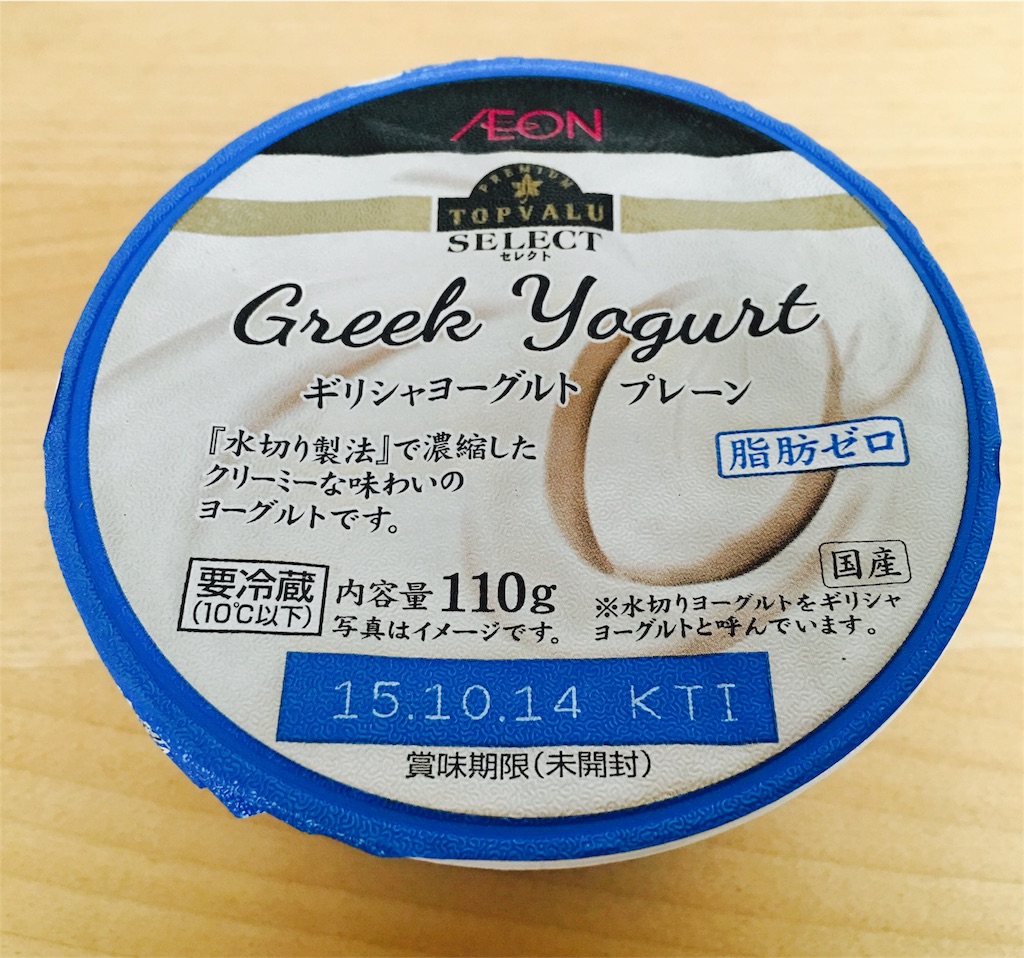 ÆON
PREMIUM
TOPVALU
SELECT
セレクト
Greek Yogurt
ギリシャヨーグルト プレーン
『水切り製法』で濃縮した
クリーミーな味わいの
ヨーグルトです。
脂肪ゼロ
国産
要冷蔵
(10℃以下)
内容量 110g
写真はイメージです。
※水切りヨーグルトをギリシャ
ヨーグルトと呼んでいます。
15.10.14 KTI
賞味期限(未開封)